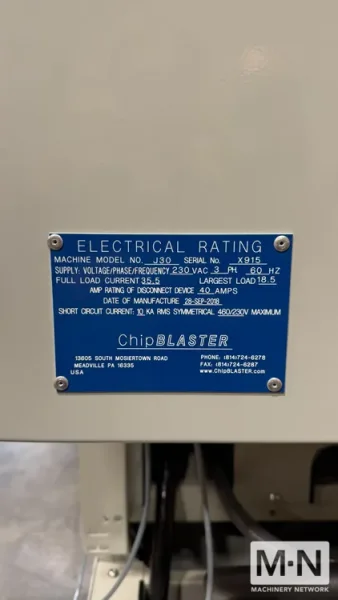 ELECTRICAL RATING
MACHINE MODEL NO. J30 SERIAL NO. X915
SUPPLY: VOLTAGE/PHASE/FREQUENCY 230 VAC 3 PH 60 HZ
FULL LOAD CURRENT 35.5 LARGEST LOAD 18.5
AMP RATING OF DISCONNECT DEVICE 40 AMPS
DATE OF MANUFACTURE 28-SEP-2018
SHORT CIRCUIT CURRENT: 10 KA RMS SYMMETRICAL 460/230V MAXIMUM
ChipBLASTER
13605 SOUTH MOSIERTOWN ROAD
MEADVILLE PA 16335
USA
PHONE: (814)724-6278
FAX: (814)724-6287
www.ChipBLASTER.com
M·N
MACHINERY NETWORK